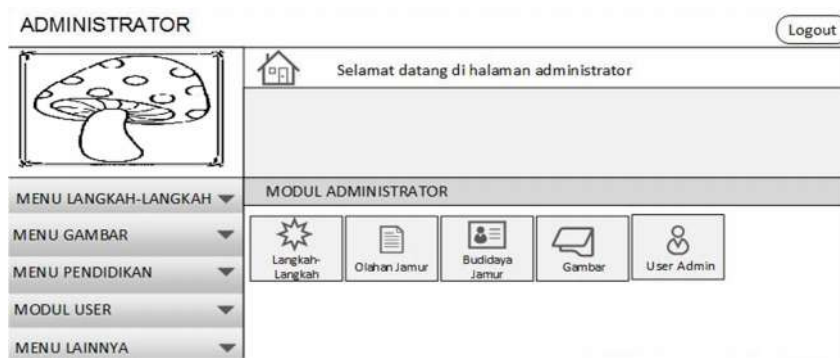 ADMINISTRATOR
Logout
Selamat datang di halaman administrator
MENU LANGKAH-LANGKAH
MENU GAMBAR
MENU PENDIDIKAN
MODUL USER
MENU LAINNYA
MODUL ADMINISTRATOR
Langkah-
Langkah
Olahan Jamur
Budidaya
Jamur
Gambar
User Admin